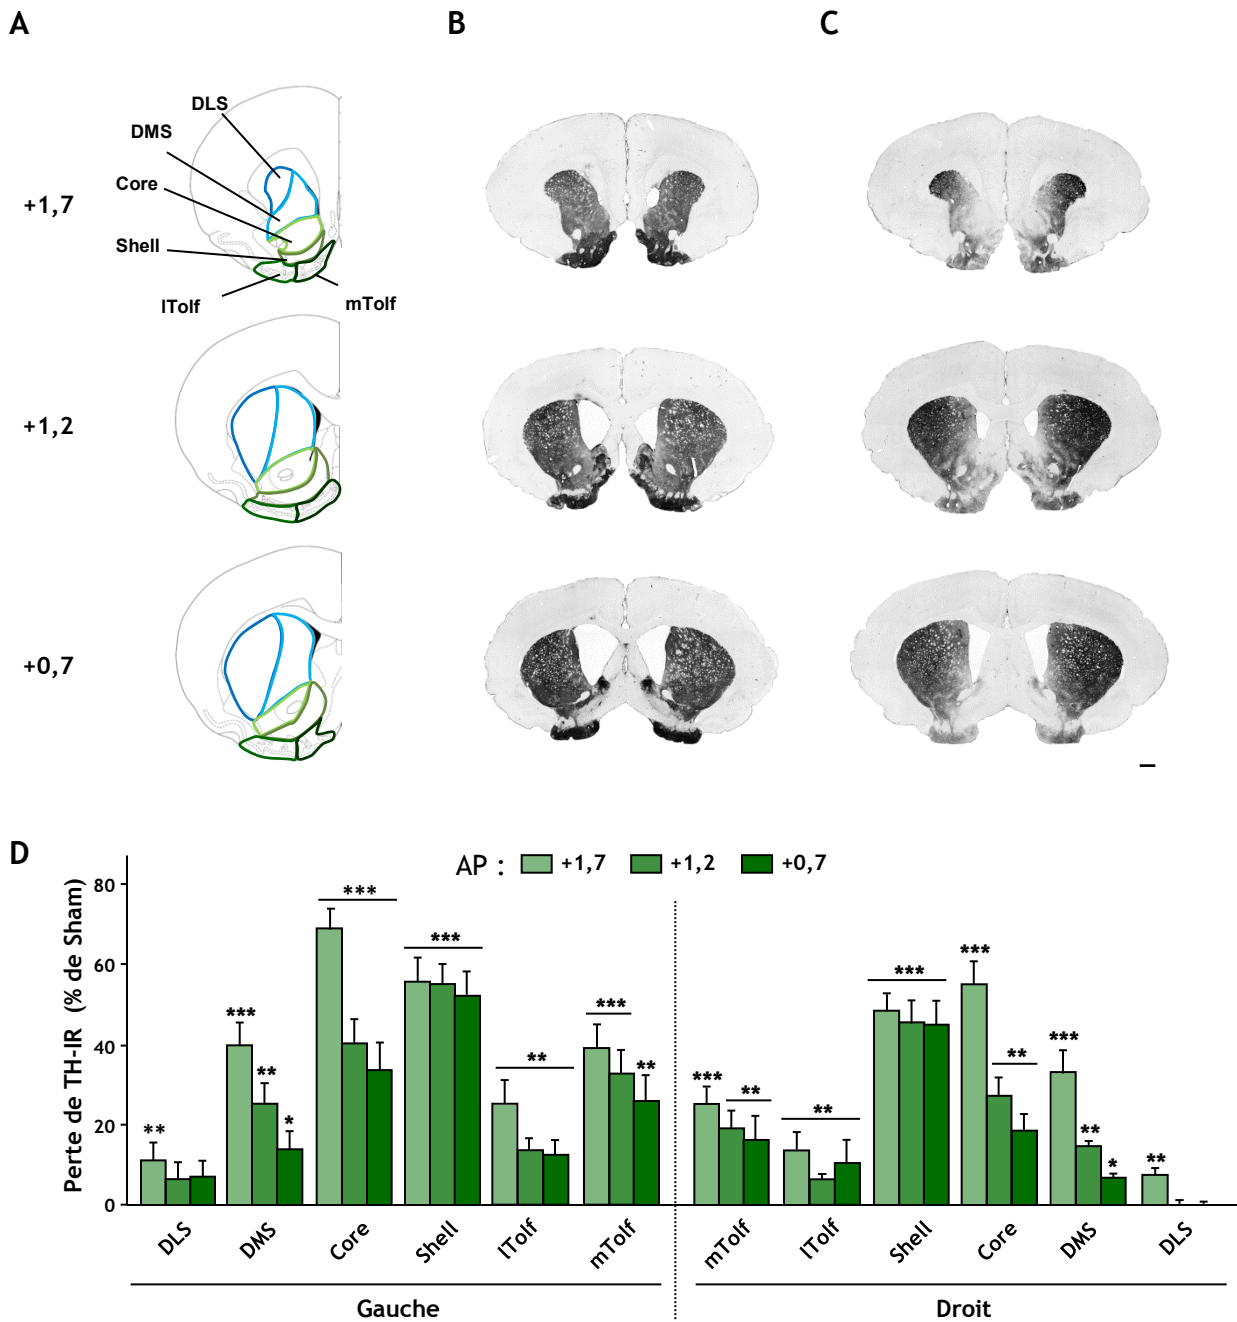 A
B
C
DLS
DMS
Core
+1,7
Shell
lTolf
mTolf
+1,2
+0,7
D
AP :
+1,7
+1,2
+0,7
Perte de TH-IR (% de Sham)
80
60
40
20
0
**
***
**
*
***
***
**
***
**
***
**
**
***
***
**
***
**
*
**
DLS
DMS
Core
Shell
lTolf
mTolf
mTolf
lTolf
Shell
Core
DMS
DLS
Gauche
Droit